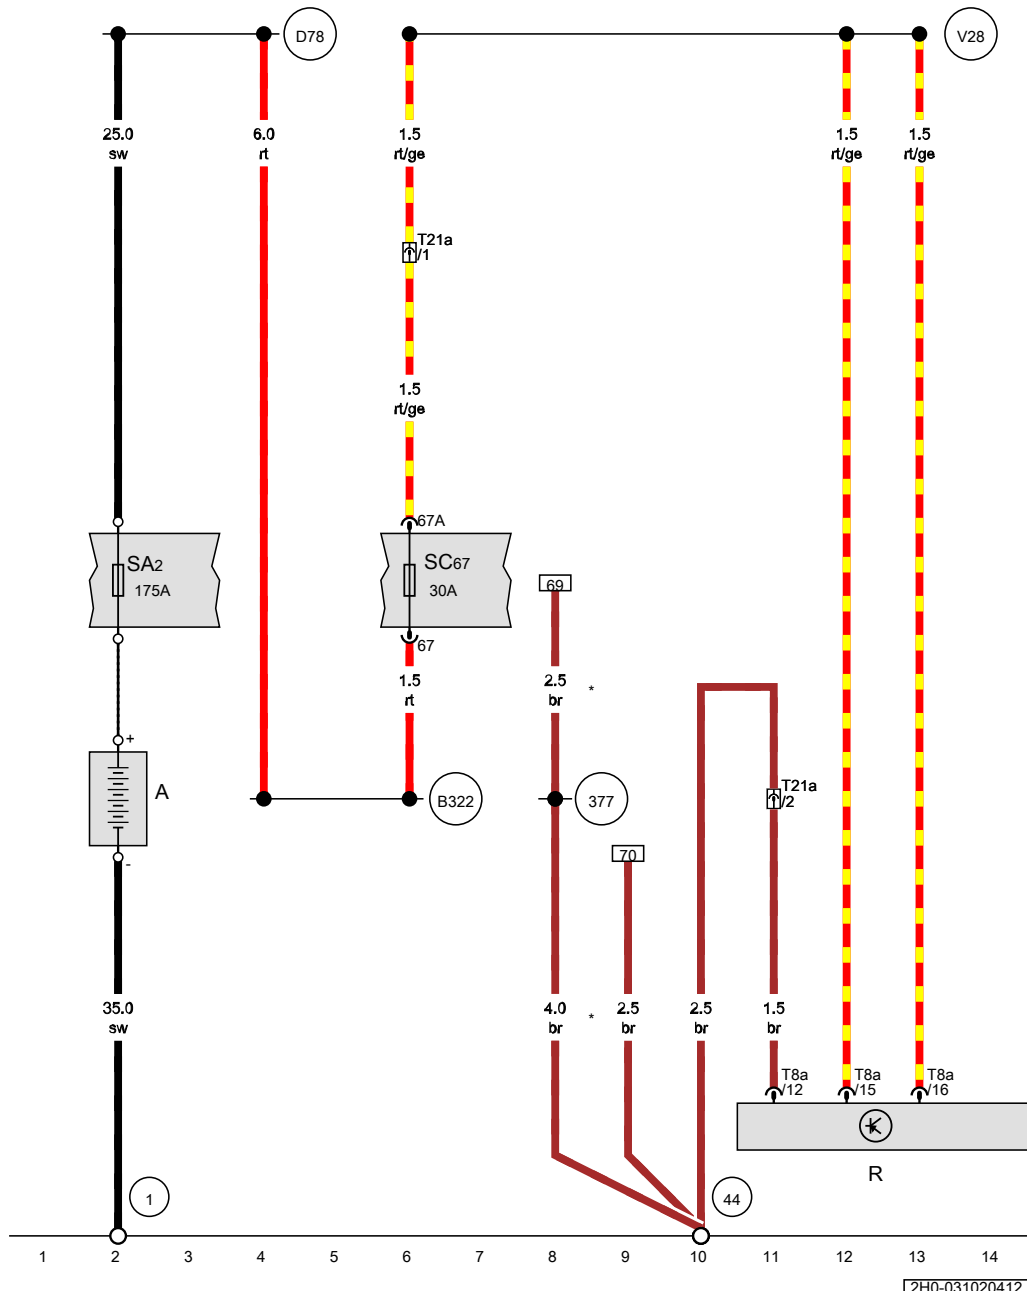 D78
V28
25.0
sw
6.0
rt
1.5
rt/ge
1.5
rt/ge
1.5
rt/ge
T21a
/1
1.5
rt/ge
67A
SA2
175A
SC67
30A
69
67
1.5
rt
2.5
br
*
+
A
B322
377
T21a
/2
-
70
35.0
sw
4.0
br
*
2.5
br
2.5
br
1.5
br
T8a
/12
T8a
/15
T8a
/16
R
1
44
1 2 3 4 5 6 7 8 9 10 11 12 13 14
2H0-031020412